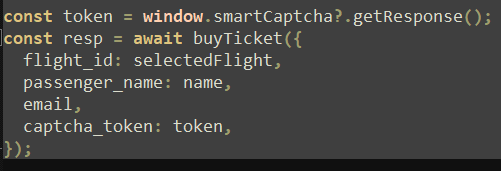 const token = window.smartCaptcha?.getResponse();
const resp = await buyTicket({
  flight_id: selectedFlight,
  passenger_name: name,
  email,
  captcha_token: token,
});